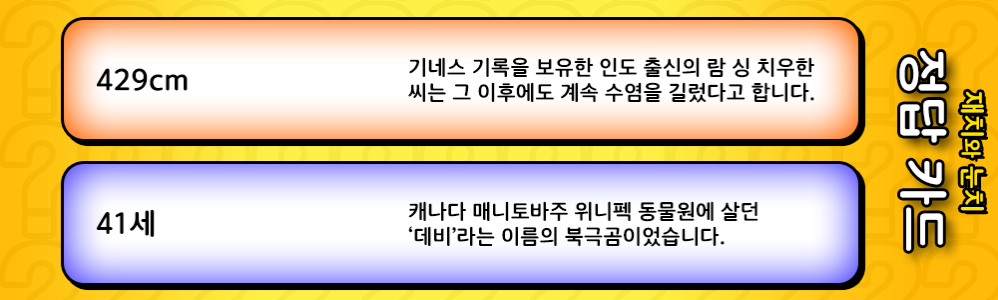 429cm
기네스 기록을 보유한 인도 출신의 람 싱 치우한
씨는 그 이후에도 계속 수염을 길렀다고 합니다.
41세
캐나다 매니토바주 위니펙 동물원에 살던
‘데비’라는 이름의 북극곰이었습니다.
재치와 눈치
정답 카드